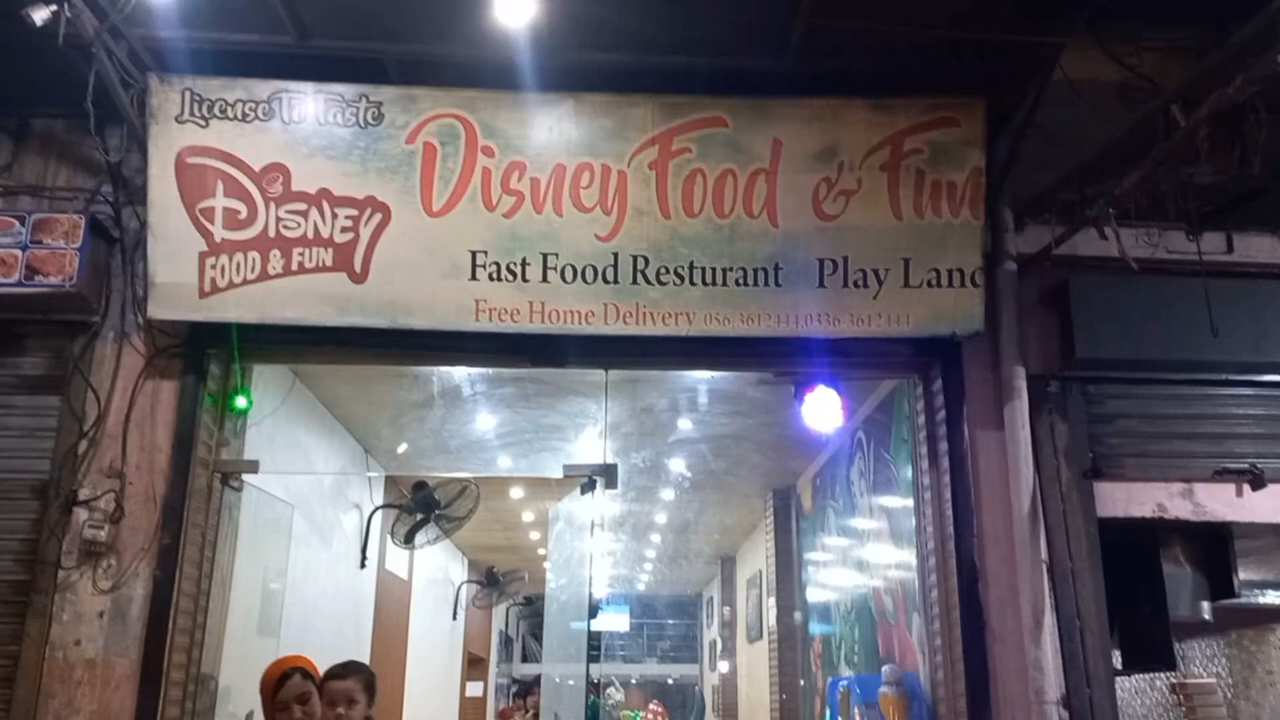 License To Taste
Disney
FOOD & FUN
Disney Food & Fun
Fast Food Resturant Play Land
Free Home Delivery 056,3612444,0336-3612444